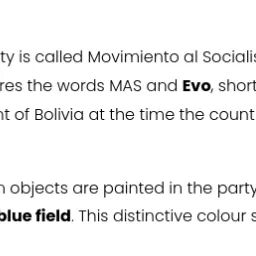 ty is called Movimiento al Socialis
res the words MAS and Evo, short
nt of Bolivia at the time the count
n objects are painted in the party
blue field. This distinctive colour s